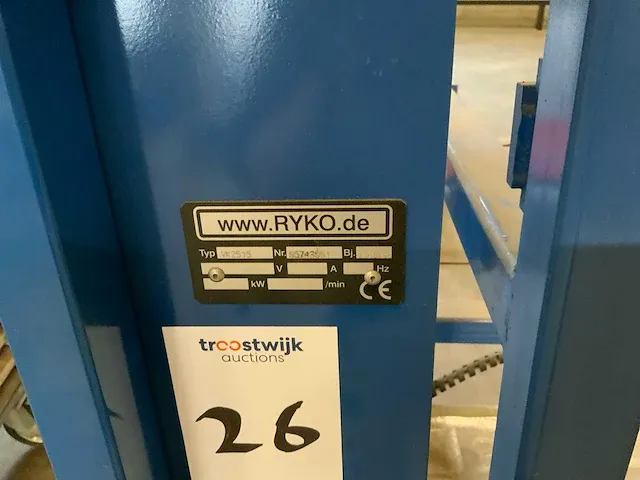 www.RYKO.de
Typ Nr. Bj.
V A Hz
kW /min CE
troostwijk
auctions
26